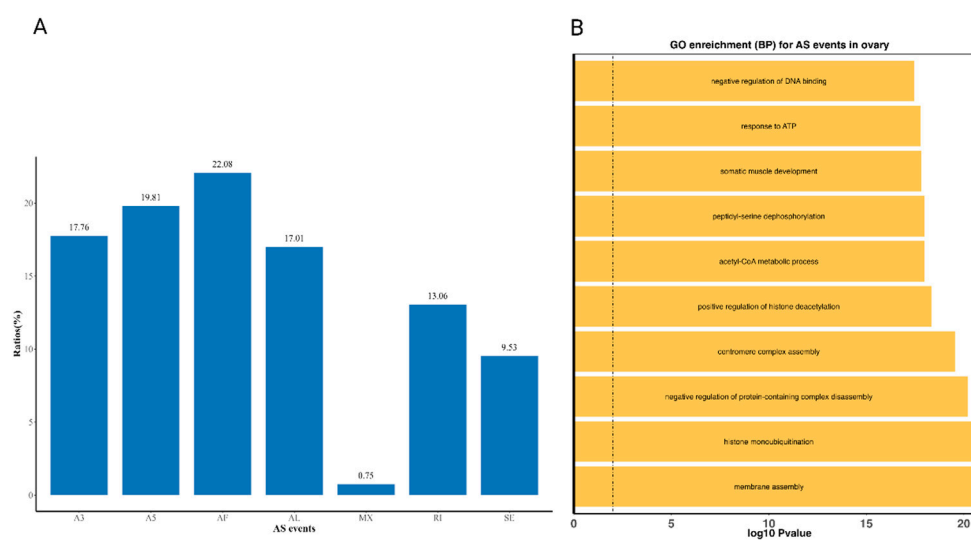 A
B
GO enreichment (BP) for AS events in ovary
Ratios(%)
0
5
10
15
20
17.76
19.81
22.08
17.01
0.75
13.06
9.53
A3
A5
AF
AL
MX
RI
SE
AS events
negative regulation of DNA binding
response to ATP
somatic muscle development
peptidyl-serine dephosphorylation
acetyl-CoA metabolic process
positive regulation of histone deacetylation
centromere complex assembly
negative regulation of protein-containing complex disassembly
histone monoubiquitination
membrane assembly
0
5
10
15
20
log10 Pvalue